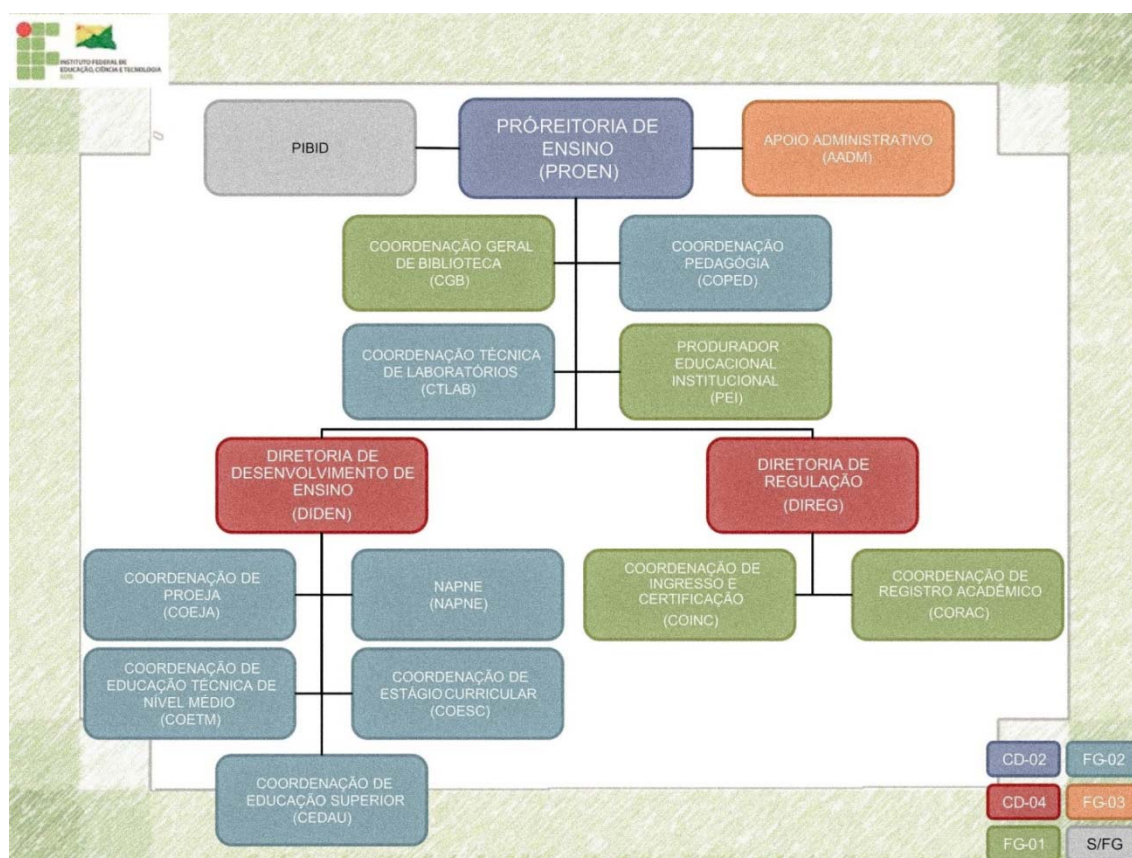 INSTITUTO FEDERAL DE
EDUCAÇÃO, CIÊNCIA E TECNOLOGIA
ACRE
PIBID
PRÓ-REITORIA DE
ENSINO
(PROEN)
APOIO ADMINISTRATIVO
(AADM)
COORDENAÇÃO GERAL
DE BIBLIOTECA
(CGB)
COORDENAÇÃO
PEDAGÓGIA
(COPED)
COORDENAÇÃO TÉCNICA
DE LABORATÓRIOS
(CTLAB)
PRODURADOR
EDUCACIONAL
INSTITUCIONAL
(PEI)
DIRETORIA DE
DESENVOLVIMENTO DE
ENSINO
(DIDEN)
DIRETORIA DE
REGULAÇÃO
(DIREG)
COORDENAÇÃO DE
PROEJA
(COEJA)
NAPNE
(NAPNE)
COORDENAÇÃO DE
INGRESSO E
CERTIFICAÇÃO
(COINC)
COORDENAÇÃO DE
REGISTRO ACADÊMICO
(CORAC)
COORDENAÇÃO DE
EDUCAÇÃO TÉCNICA DE
NÍVEL MÉDIO
(COETM)
COORDENAÇÃO DE
ESTÁGIO CURRICULAR
(COESC)
COORDENAÇÃO DE
EDUCAÇÃO SUPERIOR
(CEDAU)
CD-02
FG-02
CD-04
FG-03
FG-01
S/FG